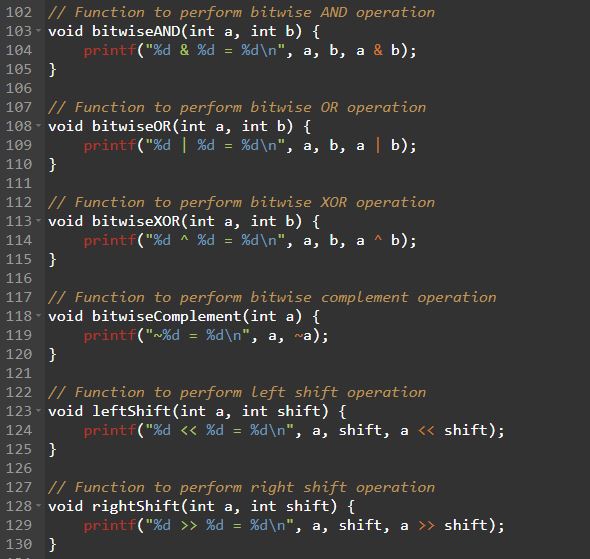 102 // Function to perform bitwise AND operation
103 void bitwiseAND(int a, int b) {
104     printf("%d & %d = %d\n", a, b, a & b);
105 }
106
107 // Function to perform bitwise OR operation
108 void bitwiseOR(int a, int b) {
109     printf("%d | %d = %d\n", a, b, a | b);
110 }
111
112 // Function to perform bitwise XOR operation
113 void bitwiseXOR(int a, int b) {
114     printf("%d ^ %d = %d\n", a, b, a ^ b);
115 }
116
117 // Function to perform bitwise complement operation
118 void bitwiseComplement(int a) {
119     printf("~%d = %d\n", a, ~a);
120 }
121
122 // Function to perform left shift operation
123 void leftShift(int a, int shift) {
124     printf("%d << %d = %d\n", a, shift, a << shift);
125 }
126
127 // Function to perform right shift operation
128 void rightShift(int a, int shift) {
129     printf("%d >> %d = %d\n", a, shift, a >> shift);
130 }